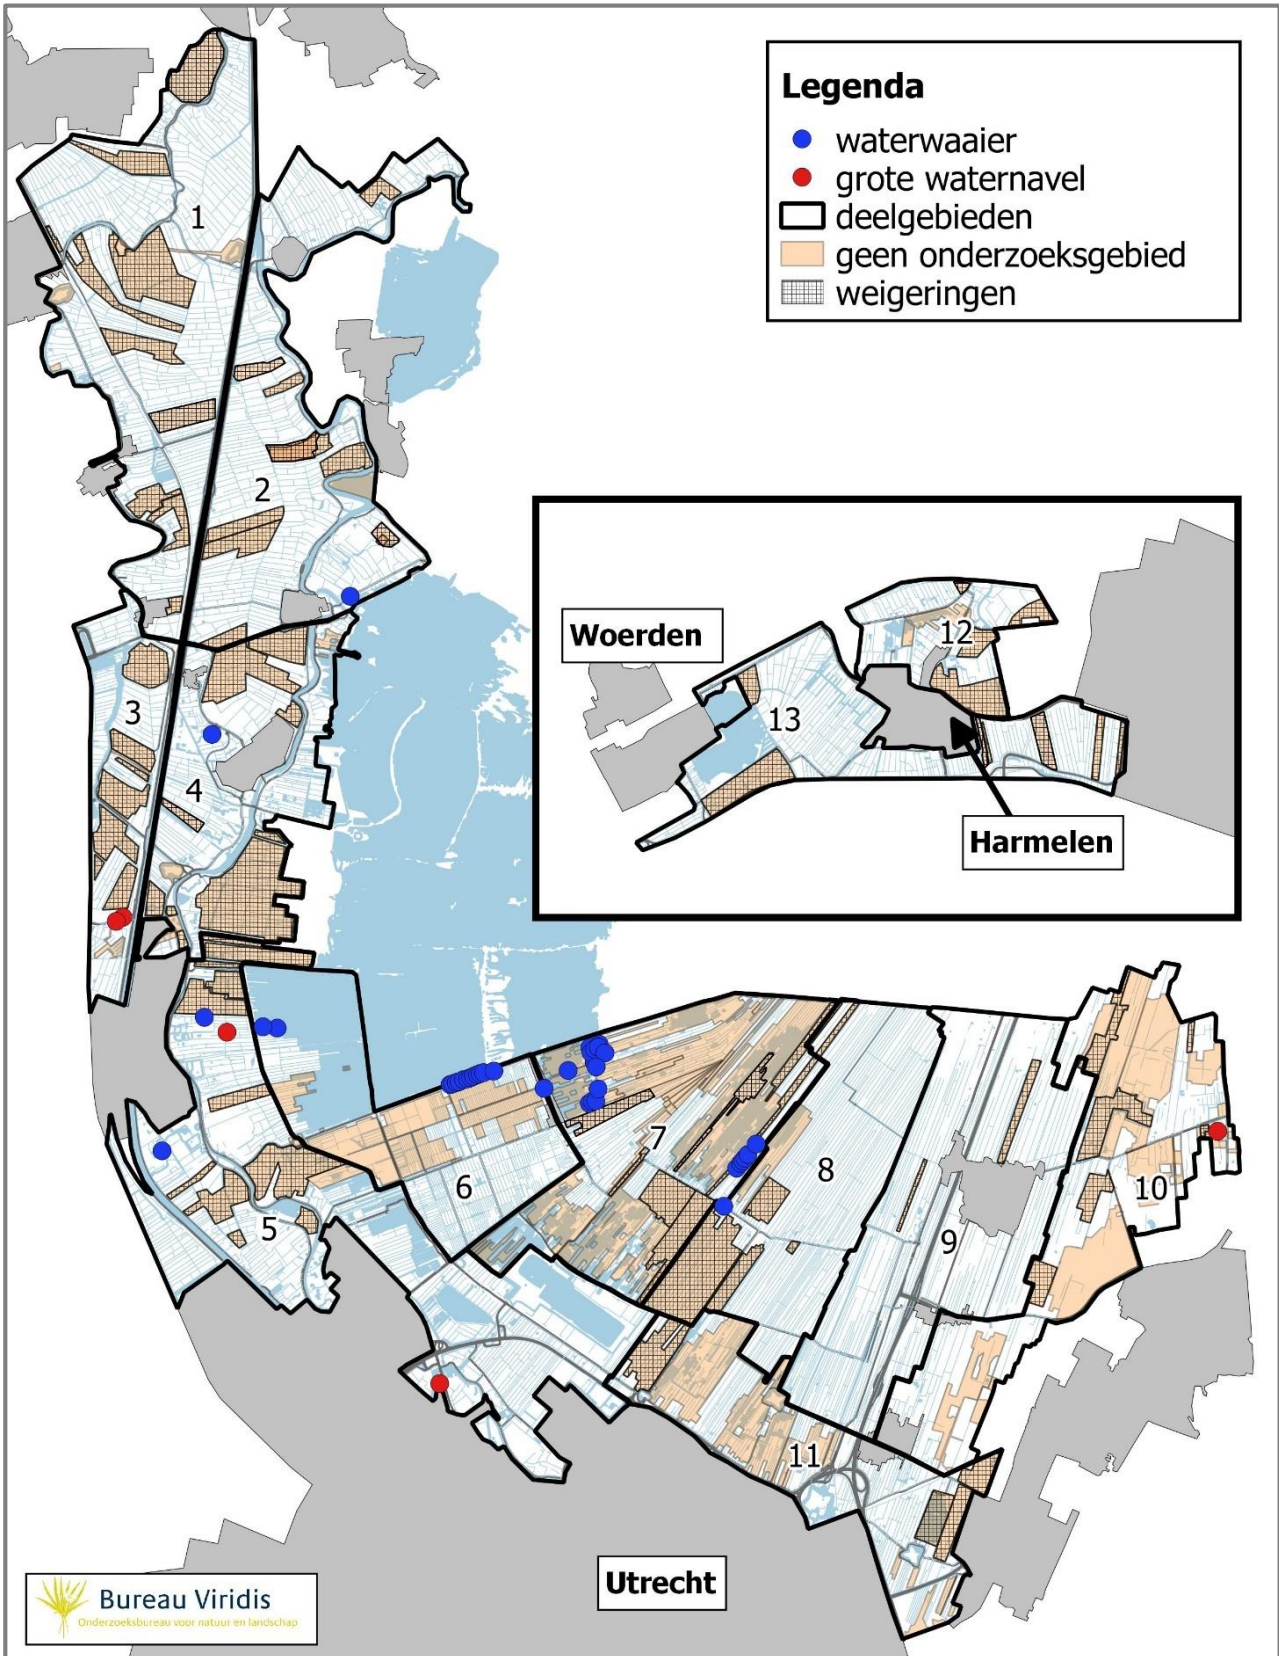 Legenda
waterwaaier
grote waternavel
deelgebieden
geen onderzoeksgebied
weigeringen
1
2
3
4
5
6
7
8
9
10
11
Woerden
12
13
Harmelen
Utrecht
Bureau Viridis
Onderzoeksbureau voor natuur en landschap